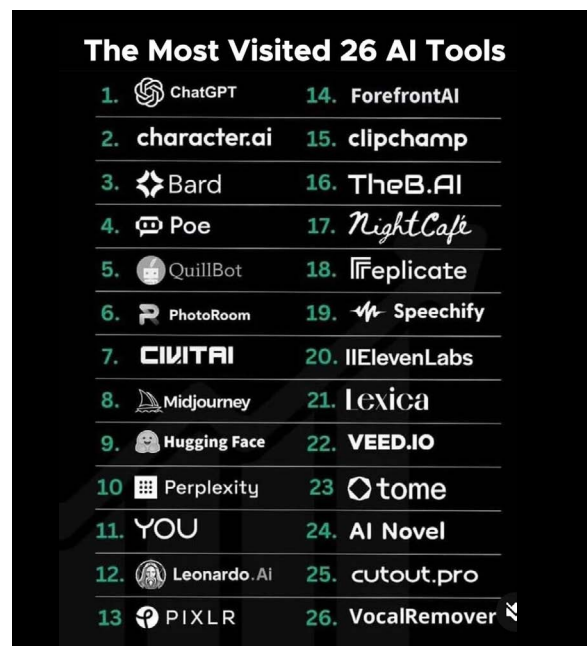 The Most Visited 26 AI Tools
1. ChatGPT
2. character.ai
3. Bard
4. Poe
5. QuillBot
6. PhotoRoom
7. CIVITAI
8. Midjourney
9. Hugging Face
10 Perplexity
11. YOU
12. Leonardo.Ai
13 PIXLR
14. ForefrontAI
15. clipchamp
16. TheB.AI
17. NightCafé
18. replicate
19. Speechify
20. IIElevenLabs
21. Lexica
22. VEED.IO
23 tome
24. AI Novel
25. cutout.pro
26. VocalRemover